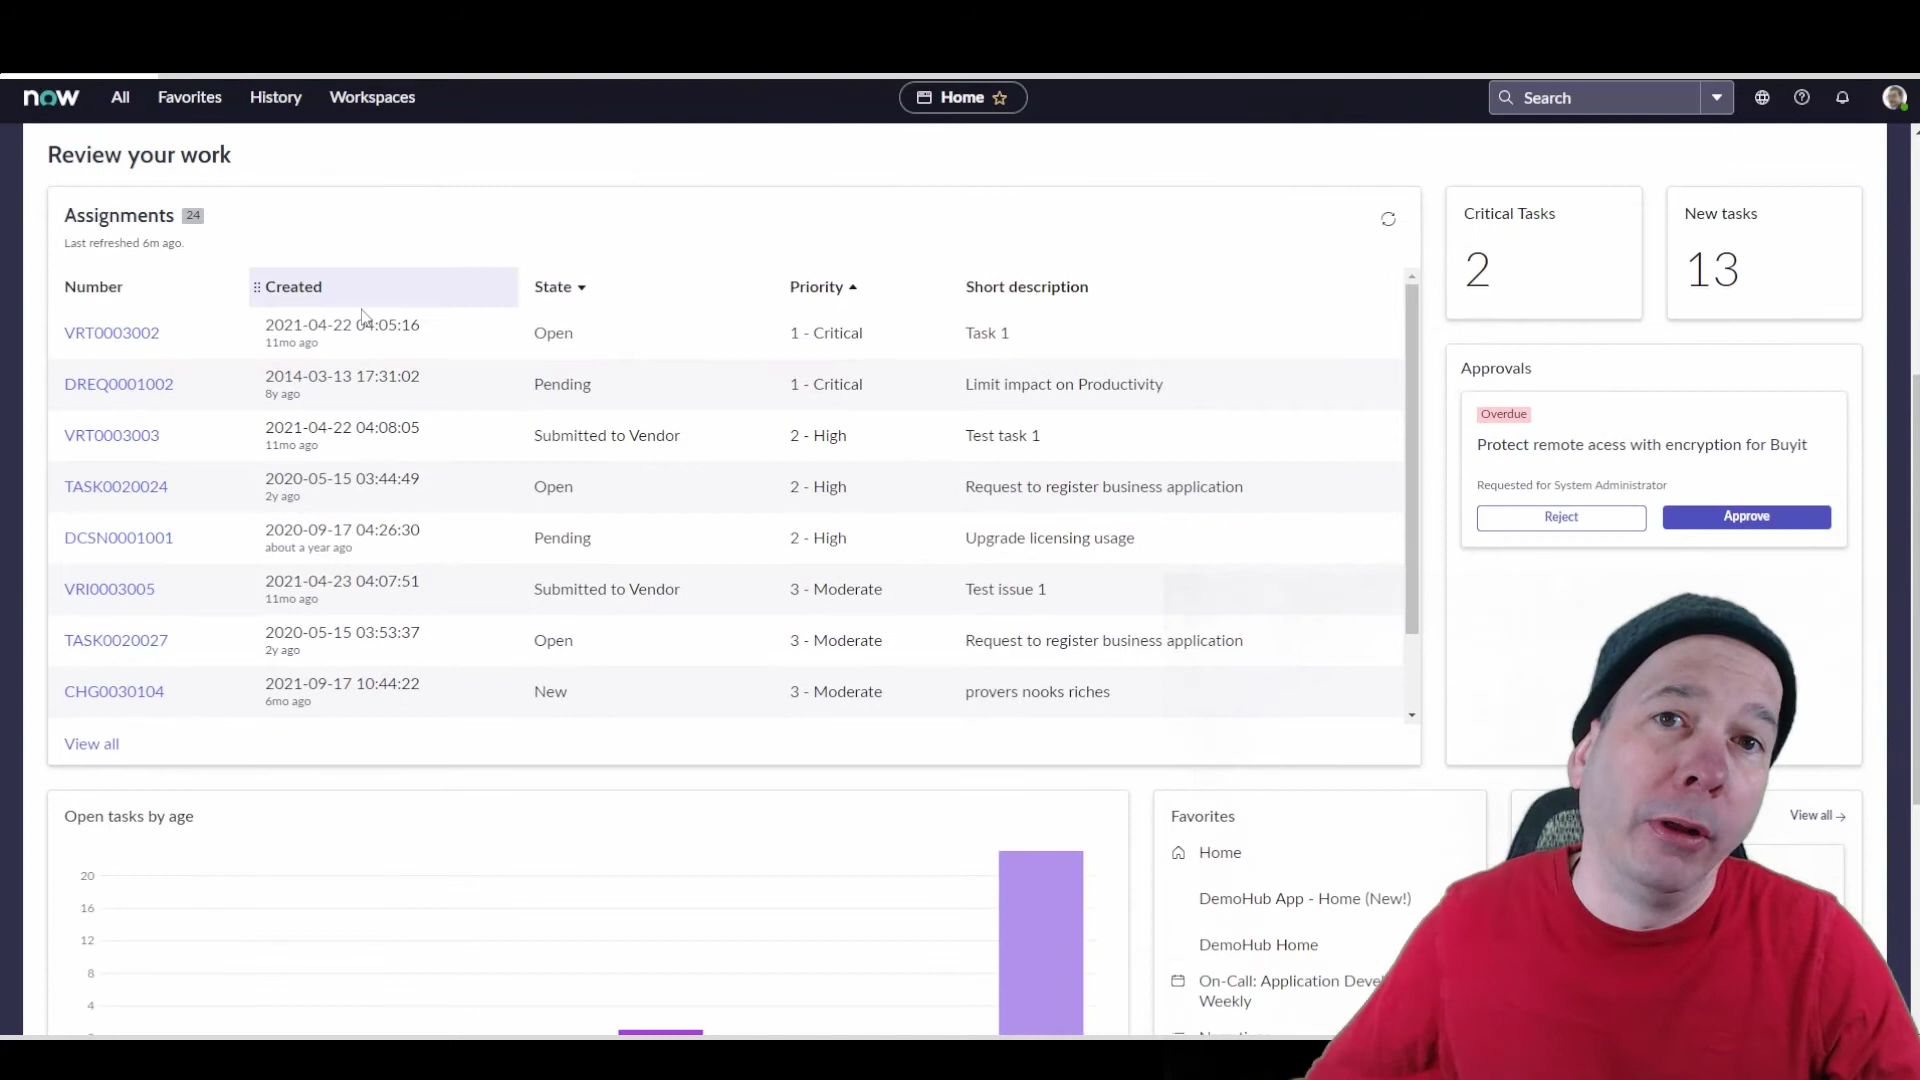 now All Favorites History Workspaces Home Search
Review your work
Assignments 24
Last refreshed 6m ago.
Number Created State Priority Short description
VRT0003002 2021-04-22 04:05:16 Open 1 - Critical Task 1
11mo ago
DREQ0001002 2014-03-13 17:31:02 Pending 1 - Critical Limit impact on Productivity
8y ago
VRT0003003 2021-04-22 04:08:05 Submitted to Vendor 2 - High Test task 1
11mo ago
TASK0020024 2020-05-15 03:44:49 Open 2 - High Request to register business application
2y ago
DCSN0001001 2020-09-17 04:26:30 Pending 2 - High Upgrade licensing usage
about a year ago
VRI0003005 2021-04-23 04:07:51 Submitted to Vendor 3 - Moderate Test issue 1
11mo ago
TASK0020027 2020-05-15 03:53:37 Open 3 - Moderate Request to register business application
2y ago
CHG0030104 2021-09-17 10:44:22 New 3 - Moderate provers nooks riches
6mo ago
View all
Critical Tasks
2
New tasks
13
Approvals
Overdue
Protect remote acess with encryption for Buyit
Requested for System Administrator
Reject Approve
Open tasks by age
20
16
12
8
4
Favorites
Home
DemoHub App - Home (New!)
DemoHub Home
On-Call: Application Deve
Weekly
View all